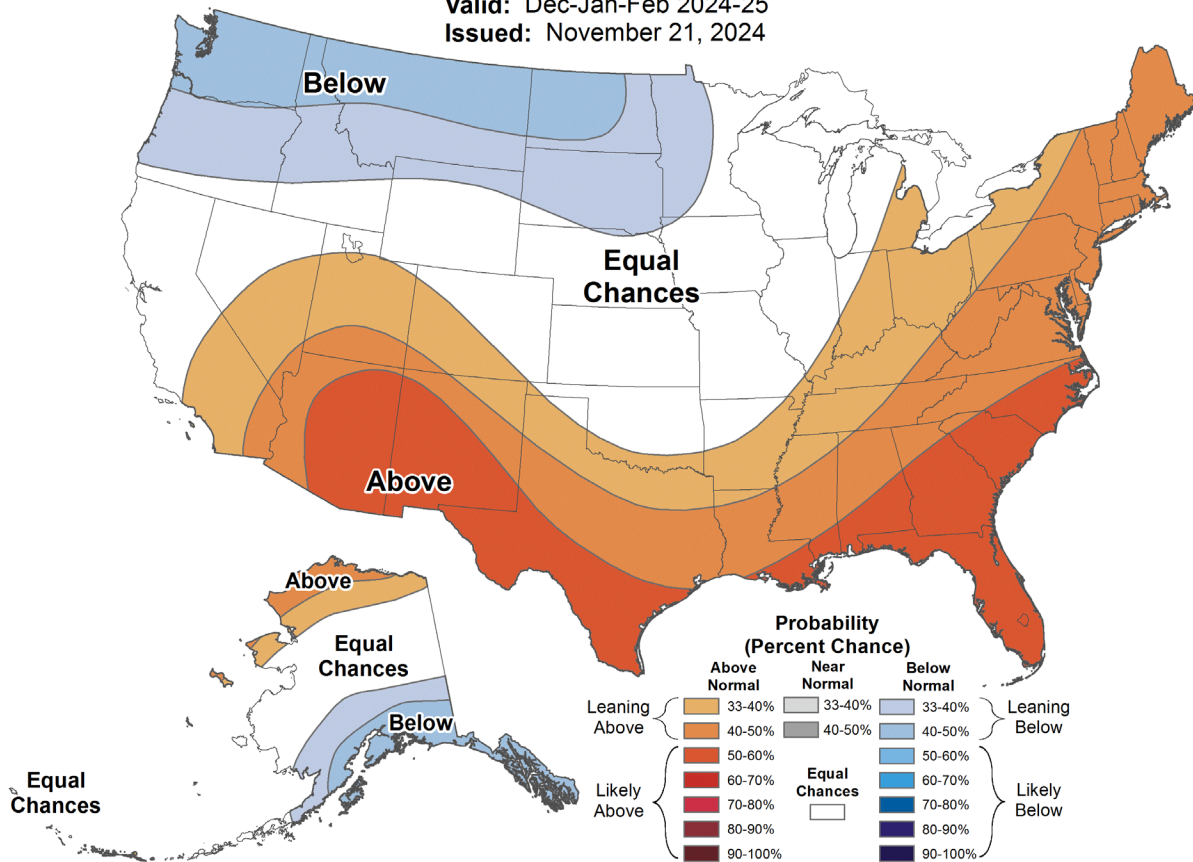 Valid: Dec-Jan-Feb 2024-25
Issued: November 21, 2024
Below
Equal
Chances
Above
Above
Equal
Chances
Below
Equal
Chances
Probability
(Percent Chance)
Above
Normal
Near
Normal
Below
Normal
Leaning
Above
33-40%
33-40%
33-40%
Leaning
Below
40-50%
40-50%
40-50%
Likely
Above
50-60%
60-70%
70-80%
80-90%
90-100%
Equal
Chances
50-60%
60-70%
70-80%
80-90%
90-100%
Likely
Below